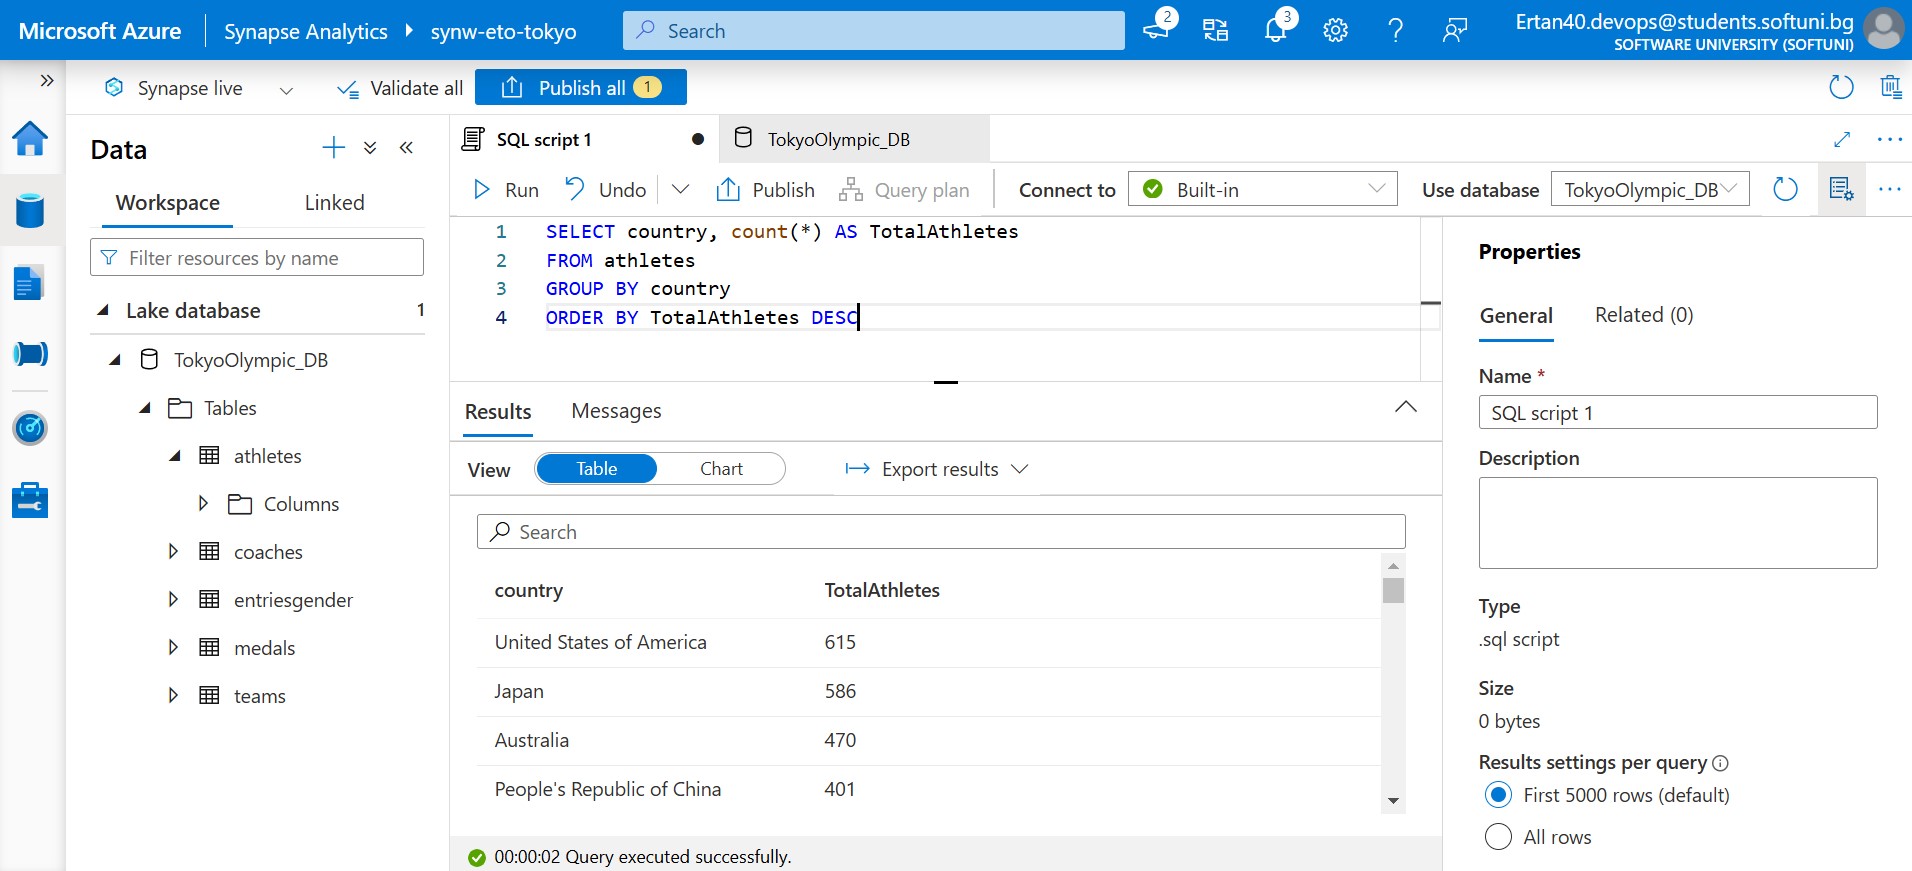 Microsoft Azure
Synapse Analytics
synw-eto-tokyo
Search
2
3
Ertan40.devops@students.softuni.bg
SOFTWARE UNIVERSITY (SOFTUNI)
Synapse live
Validate all
Publish all 1
Data
Workspace
Linked
Filter resources by name
Lake database 1
TokyoOlympic_DB
Tables
athletes
Columns
coaches
entriesgender
medals
teams
SQL script 1
TokyoOlympic_DB
Run
Undo
Publish
Query plan
Connect to
Built-in
Use database
TokyoOlympic_DB
1 SELECT country, count(*) AS TotalAthletes
2 FROM athletes
3 GROUP BY country
4 ORDER BY TotalAthletes DESC
Results
Messages
View
Table
Chart
Export results
Search
country TotalAthletes
United States of America 615
Japan 586
Australia 470
People's Republic of China 401
00:00:02 Query executed successfully.
Properties
General
Related (0)
Name *
SQL script 1
Description
Type
.sql script
Size
0 bytes
Results settings per query
First 5000 rows (default)
All rows